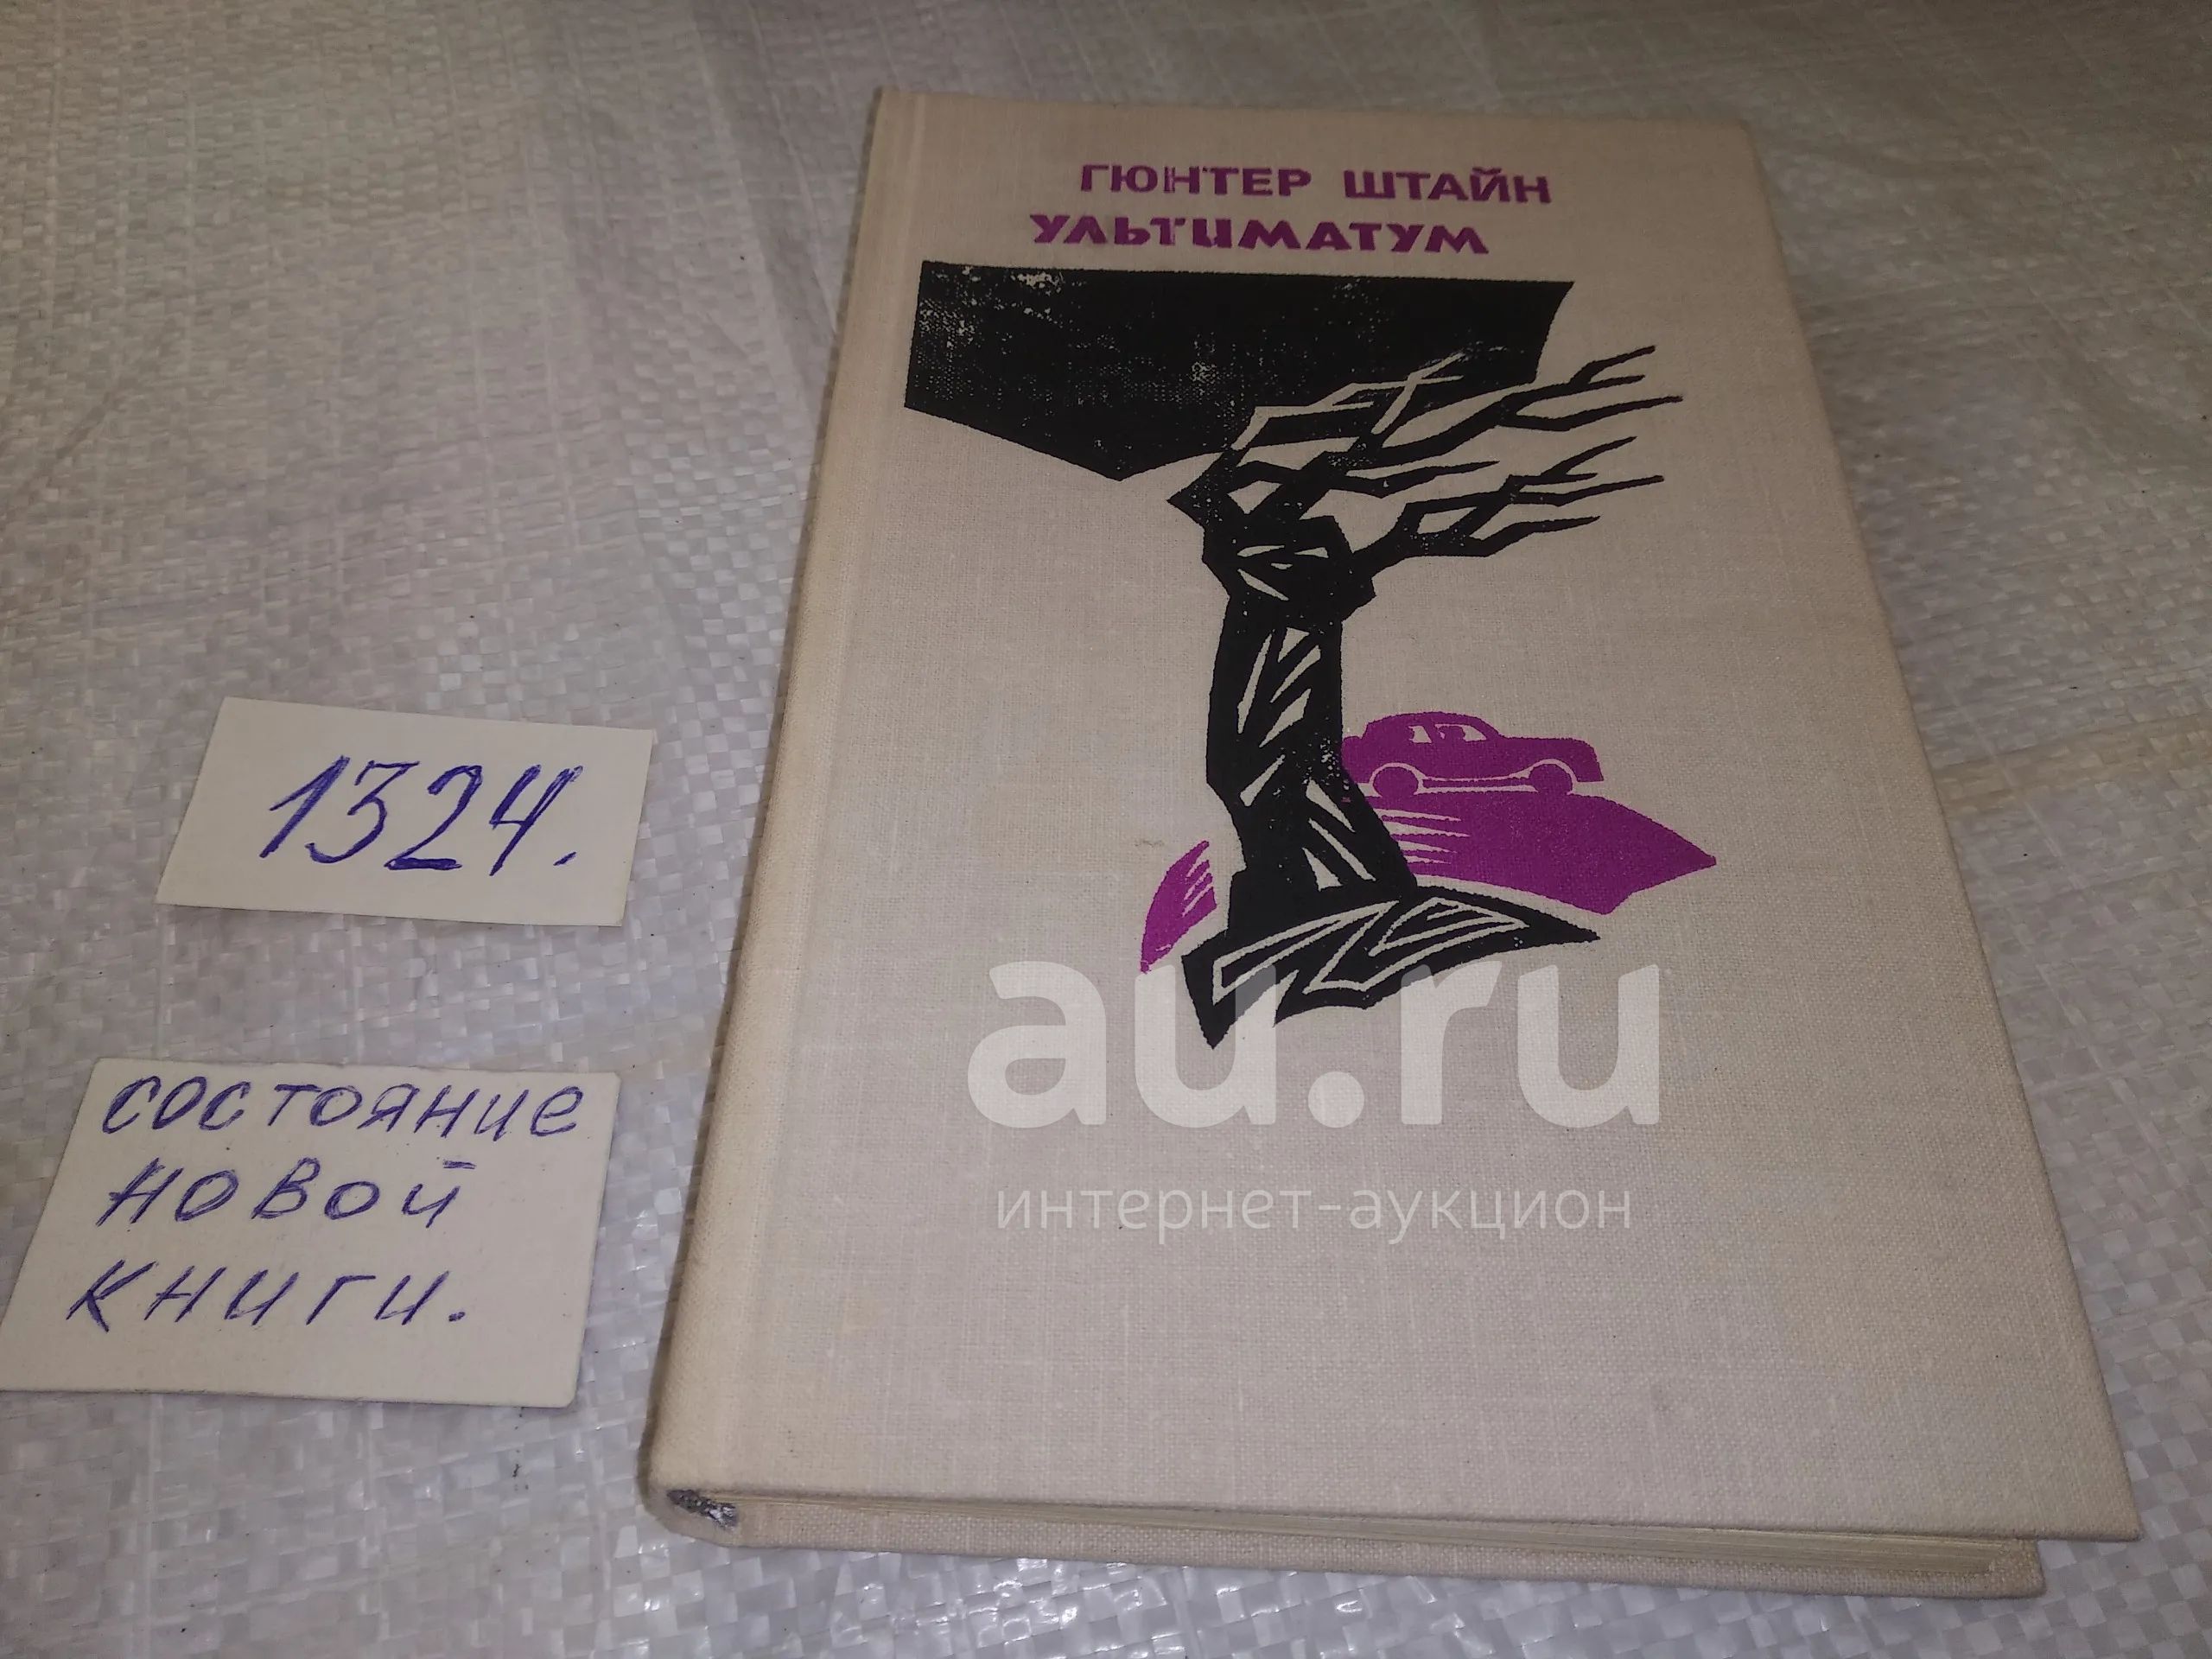 ГЮНТЕР ШТАЙН
УЛЬТИМАТУМ
1324.
состояние
новой
книги.
au.ru
интернет-аукцион